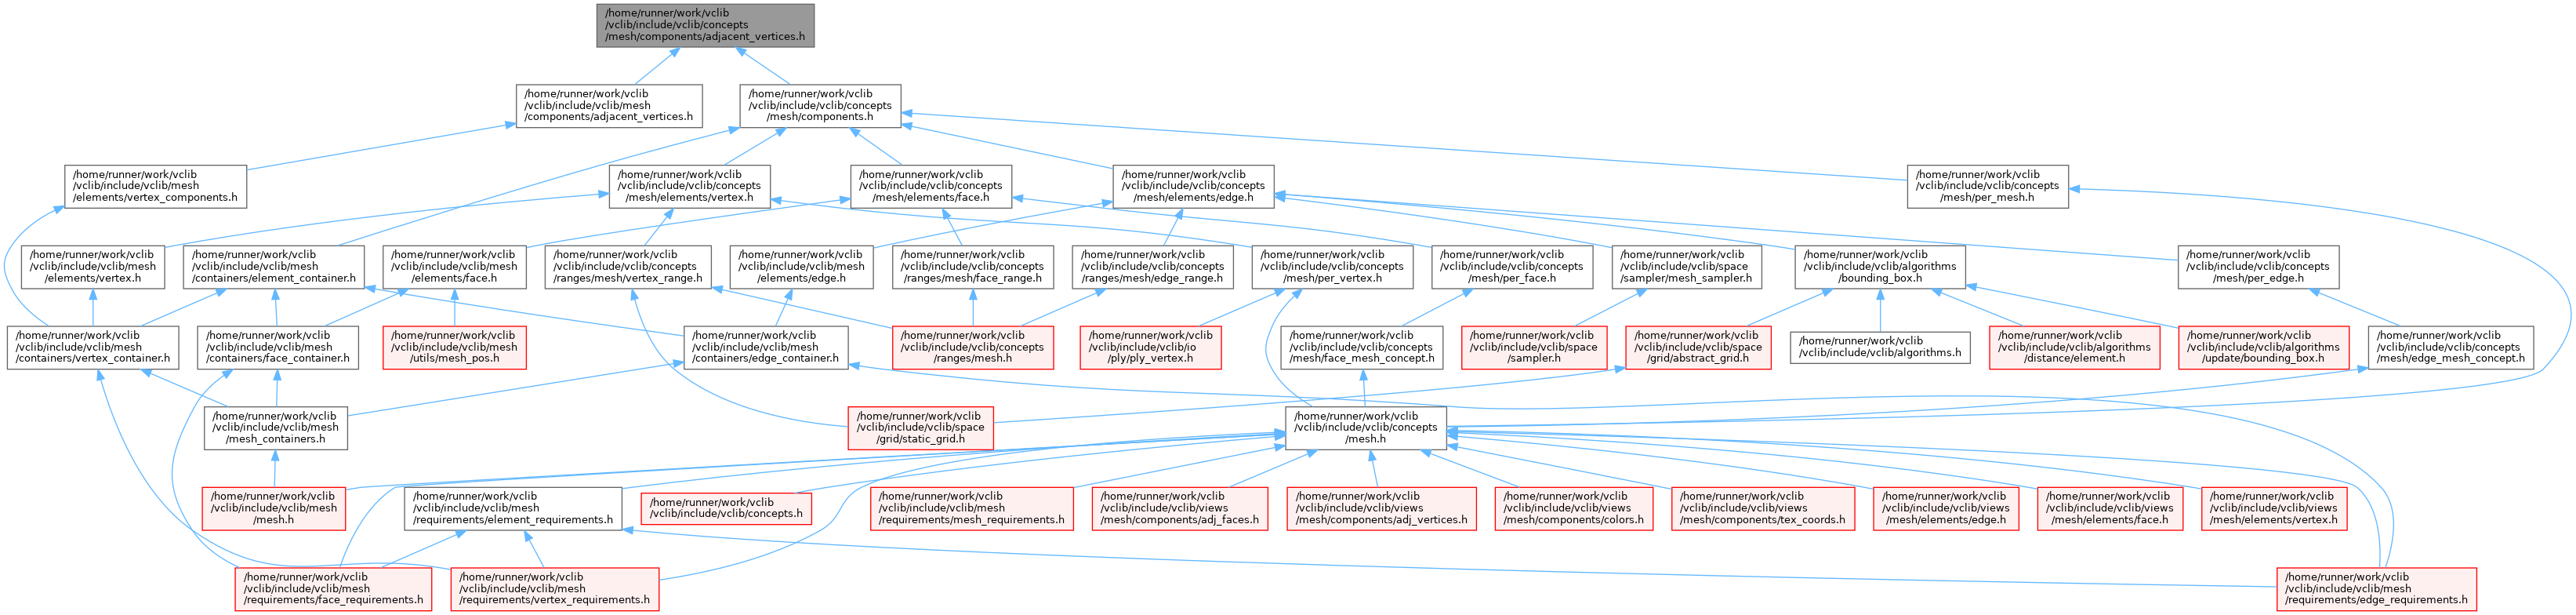 /home/runner/work/vclib
/vclib/include/vclib/concepts
/mesh/components/adjacent_vertices.h
/home/runner/work/vclib
/vclib/include/vclib/mesh
/components/adjacent_vertices.h
/home/runner/work/vclib
/vclib/include/vclib/concepts
/mesh/components.h
/home/runner/work/vclib
/vclib/include/vclib/mesh
/elements/vertex_components.h
/home/runner/work/vclib
/vclib/include/vclib/concepts
/mesh/elements/vertex.h
/home/runner/work/vclib
/vclib/include/vclib/concepts
/mesh/elements/face.h
/home/runner/work/vclib
/vclib/include/vclib/concepts
/mesh/elements/edge.h
/home/runner/work/vclib
/vclib/include/vclib/concepts
/mesh/per_mesh.h
/home/runner/work/vclib
/vclib/include/vclib/mesh
/elements/vertex.h
/home/runner/work/vclib
/vclib/include/vclib/mesh
/containers/element_container.h
/home/runner/work/vclib
/vclib/include/vclib/mesh
/elements/face.h
/home/runner/work/vclib
/vclib/include/vclib/concepts
/ranges/mesh/vertex_range.h
/home/runner/work/vclib
/vclib/include/vclib/mesh
/elements/edge.h
/home/runner/work/vclib
/vclib/include/vclib/concepts
/ranges/mesh/face_range.h
/home/runner/work/vclib
/vclib/include/vclib/concepts
/ranges/mesh/edge_range.h
/home/runner/work/vclib
/vclib/include/vclib/concepts
/mesh/per_vertex.h
/home/runner/work/vclib
/vclib/include/vclib/concepts
/mesh/per_face.h
/home/runner/work/vclib
/vclib/include/vclib/space
/sampler/mesh_sampler.h
/home/runner/work/vclib
/vclib/include/vclib/algorithms
/bounding_box.h
/home/runner/work/vclib
/vclib/include/vclib/concepts
/mesh/per_edge.h
/home/runner/work/vclib
/vclib/include/vclib/mesh
/containers/vertex_container.h
/home/runner/work/vclib
/vclib/include/vclib/mesh
/containers/face_container.h
/home/runner/work/vclib
/vclib/include/vclib/mesh
/utils/mesh_pos.h
/home/runner/work/vclib
/vclib/include/vclib/mesh
/containers/edge_container.h
/home/runner/work/vclib
/vclib/include/vclib/concepts
/ranges/mesh.h
/home/runner/work/vclib
/vclib/include/vclib/io
/ply/ply_vertex.h
/home/runner/work/vclib
/vclib/include/vclib/concepts
/mesh/face_mesh_concept.h
/home/runner/work/vclib
/vclib/include/vclib/space
/sampler.h
/home/runner/work/vclib
/vclib/include/vclib/space
/grid/abstract_grid.h
/home/runner/work/vclib
/vclib/include/vclib/algorithms.h
/home/runner/work/vclib
/vclib/include/vclib/algorithms
/distance/element.h
/home/runner/work/vclib
/vclib/include/vclib/algorithms
/update/bounding_box.h
/home/runner/work/vclib
/vclib/include/vclib/concepts
/mesh/edge_mesh_concept.h
/home/runner/work/vclib
/vclib/include/vclib/mesh
/mesh_containers.h
/home/runner/work/vclib
/vclib/include/vclib/space
/grid/static_grid.h
/home/runner/work/vclib
/vclib/include/vclib/concepts
/mesh.h
/home/runner/work/vclib
/vclib/include/vclib/mesh
/mesh.h
/home/runner/work/vclib
/vclib/include/vclib/mesh
/requirements/element_requirements.h
/home/runner/work/vclib
/vclib/include/vclib/concepts.h
/home/runner/work/vclib
/vclib/include/vclib/mesh
/requirements/mesh_requirements.h
/home/runner/work/vclib
/vclib/include/vclib/views
/mesh/components/adj_faces.h
/home/runner/work/vclib
/vclib/include/vclib/views
/mesh/components/adj_vertices.h
/home/runner/work/vclib
/vclib/include/vclib/views
/mesh/components/colors.h
/home/runner/work/vclib
/vclib/include/vclib/views
/mesh/components/tex_coords.h
/home/runner/work/vclib
/vclib/include/vclib/views
/mesh/elements/edge.h
/home/runner/work/vclib
/vclib/include/vclib/views
/mesh/elements/face.h
/home/runner/work/vclib
/vclib/include/vclib/views
/mesh/elements/vertex.h
/home/runner/work/vclib
/vclib/include/vclib/mesh
/requirements/face_requirements.h
/home/runner/work/vclib
/vclib/include/vclib/mesh
/requirements/vertex_requirements.h
/home/runner/work/vclib
/vclib/include/vclib/mesh
/requirements/edge_requirements.h